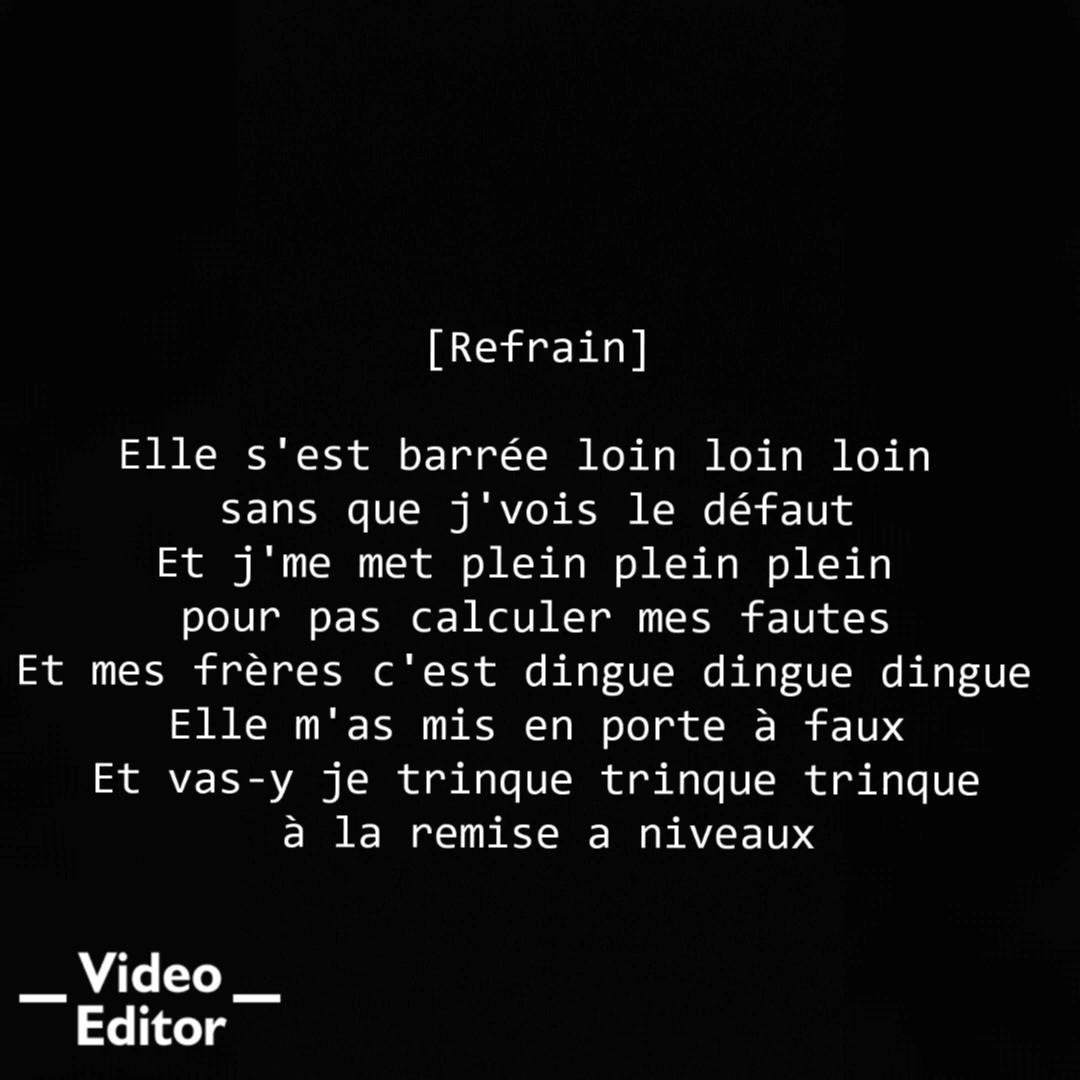 [Refrain]
Elle s'est barrée loin loin loin
sans que j'vois le défaut
Et j'me met plein plein plein
pour pas calculer mes fautes
Et mes frères c'est dingue dingue dingue
Elle m'as mis en porte à faux
Et vas-y je trinque trinque trinque
à la remise a niveaux
Video
Editor